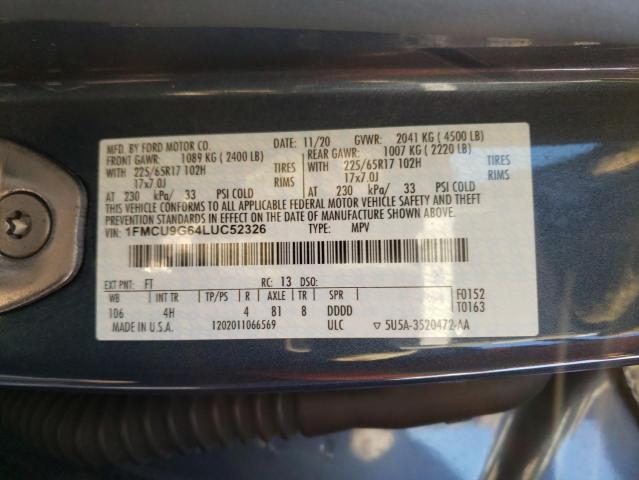 MFD. BY FORD MOTOR CO.
DATE: 11/20 GVWR: 2041 KG ( 4500 LB)
FRONT GAWR: 1089 KG ( 2400 LB) REAR GAWR: 1007 KG ( 2220 LB)
WITH 225/65R17 102H TIRES WITH 225/65R17 102H TIRES
17x7.0J RIMS 17x7.0J RIMS
AT 230 kPa/ 33 PSI COLD AT 230 kPa/ 33 PSI COLD
THIS VEHICLE CONFORMS TO ALL APPLICABLE FEDERAL MOTOR VEHICLE SAFETY AND THEFT
PREVENTION STANDARDS IN EFFECT ON THE DATE OF MANUFACTURE SHOWN ABOVE.
VIN: 1FMCU9G64LUC52326 TYPE: MPV
EXT PNT: FT RC: 13 DSO: F0152
WB INT TR TP/PS R AXLE TR SPR T0163
106 4H 4 81 8 DDDD
MADE IN U.S.A. 1202011066569 ULC ▽ 5U5A-3520472-AA